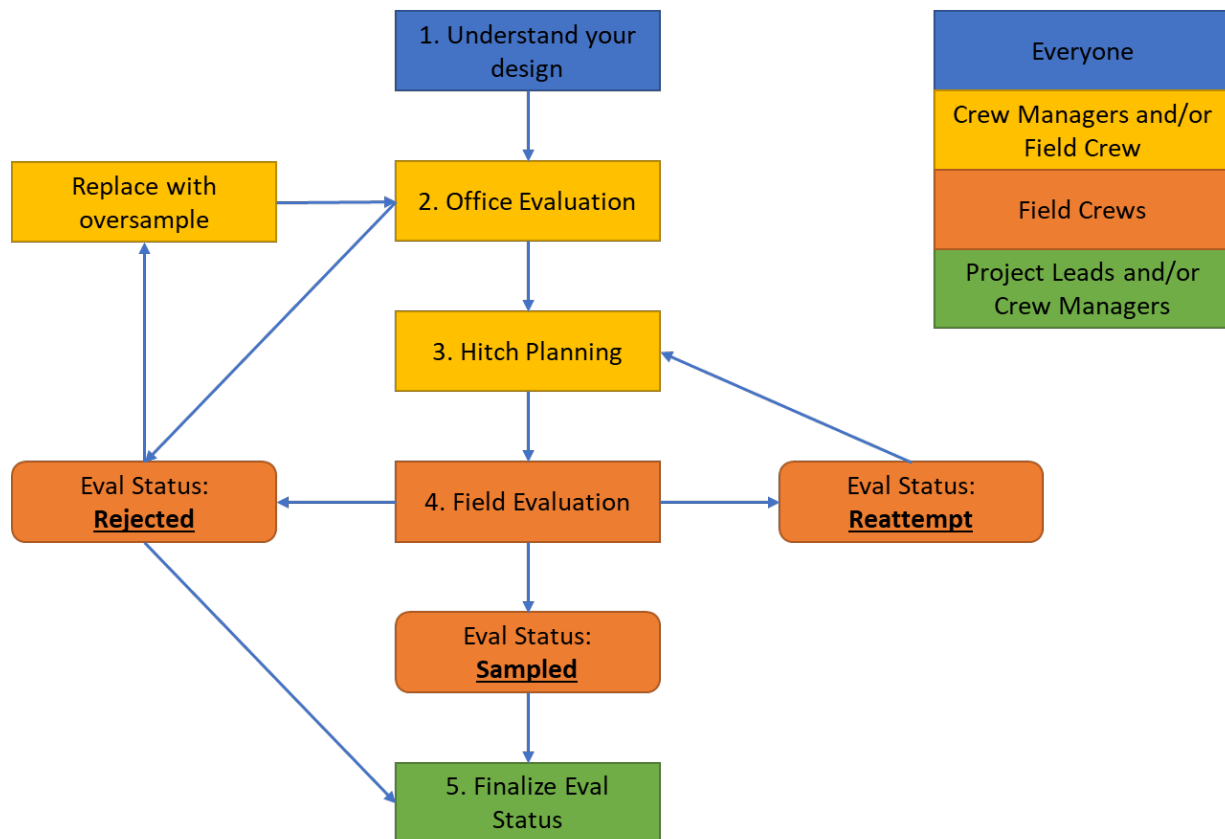 1. Understand your
design
Everyone
Crew Managers and/or
Field Crew
Replace with
oversample
2. Office Evaluation
Field Crews
Project Leads and/or
Crew Managers
3. Hitch Planning
Eval Status:
Rejected
4. Field Evaluation
Eval Status:
Reattempt
Eval Status:
Sampled
5. Finalize Eval
Status